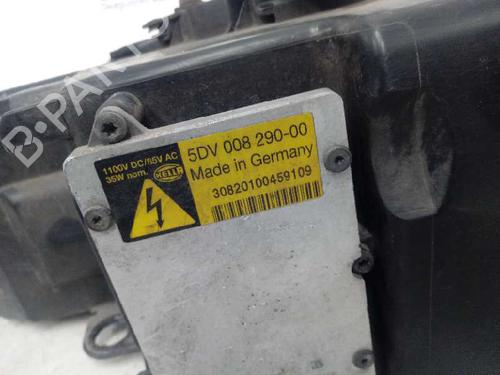 B-PARTS
1100V DC/85V AC
35W nom.
HELLA
5DV 008 290-00
Made in Germany
30820100459109